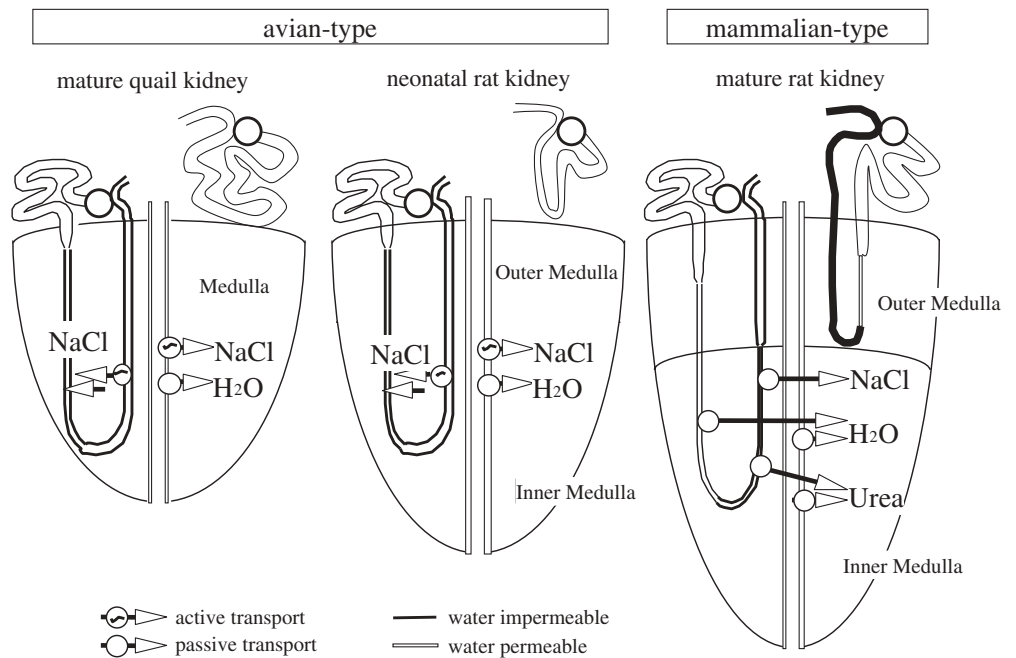 avian-type
mammalian-type
mature quail kidney
neonatal rat kidney
mature rat kidney
Medulla
NaCl
NaCl
H2O
Outer Medulla
NaCl
NaCl
H2O
Inner Medulla
Outer Medulla
NaCl
H2O
Urea
Inner Medulla
active transport
passive transport
water impermeable
water permeable